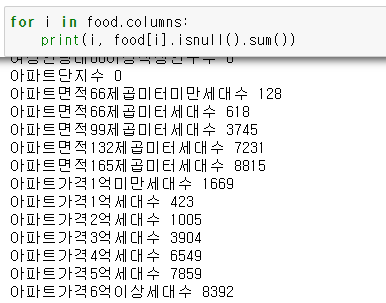 for i in food.columns:
    print(i, food[i].isnull().sum())
아파트단지수 0
아파트면적66제곱미터미만세대수 128
아파트면적66제곱미터세대수 618
아파트면적99제곱미터세대수 3745
아파트면적132제곱미터세대수 7231
아파트면적165제곱미터세대수 8815
아파트가격1억미만세대수 1669
아파트가격1억세대수 423
아파트가격2억세대수 1005
아파트가격3억세대수 3904
아파트가격4억세대수 6549
아파트가격5억세대수 7859
아파트가격6억이상세대수 8392